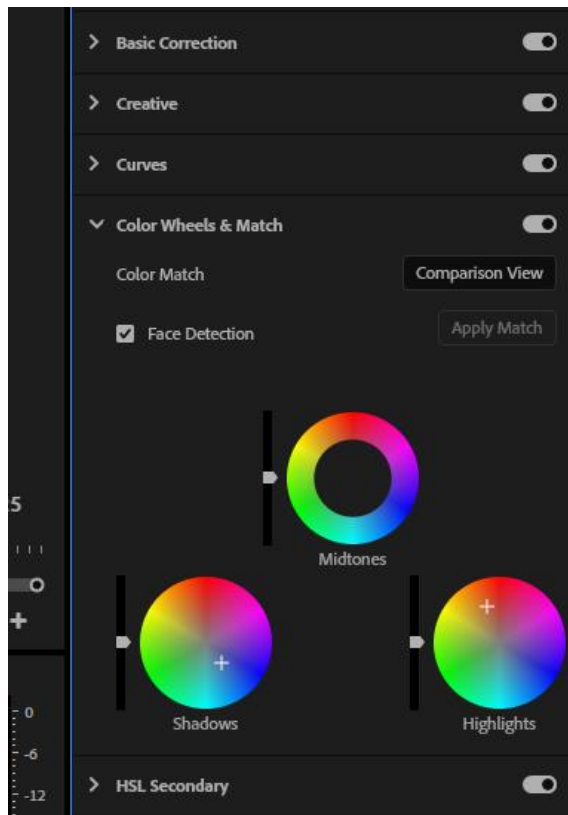 Basic Correction
Creative
Curves
Color Wheels & Match
Color Match
Comparison View
Face Detection
Apply Match
:5
Midtones
Shadows
Highlights
0
-6
-12
HSL Secondary